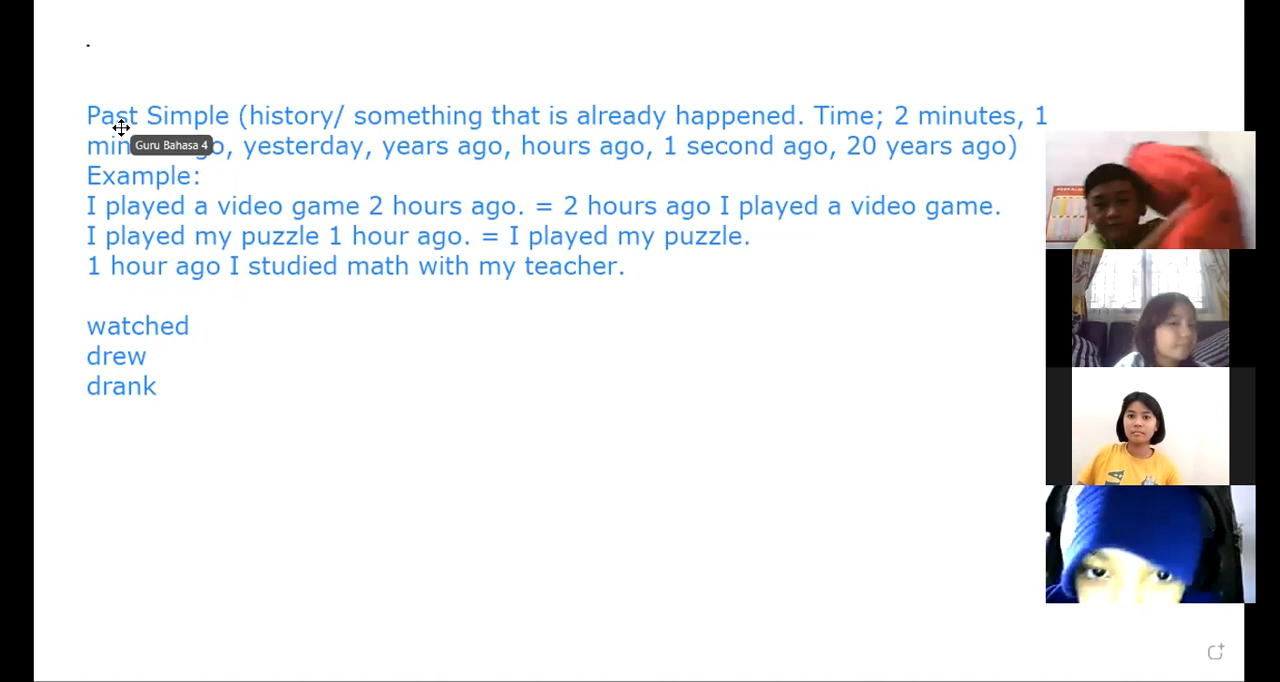 .
Past Simple (history/ something that is already happened. Time; 2 minutes, 1
min go, yesterday, years ago, hours ago, 1 second ago, 20 years ago)
Guru Bahasa 4
Example:
I played a video game 2 hours ago. = 2 hours ago I played a video game.
I played my puzzle 1 hour ago. = I played my puzzle.
1 hour ago I studied math with my teacher.
watched
drew
drank